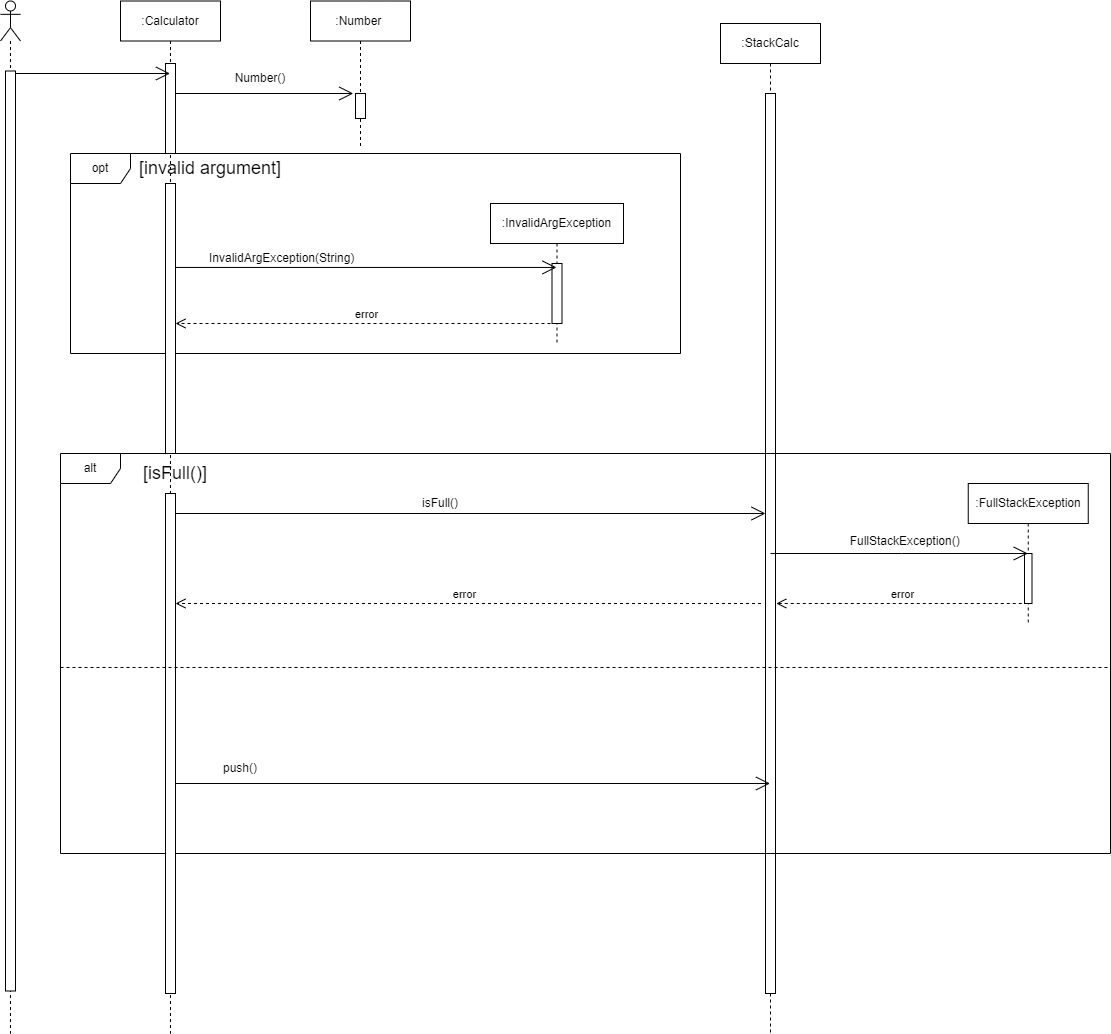 :Calculator
:Number
:StackCalc
Number()
opt
[invalid argument]
:InvalidArgException
InvalidArgException(String)
error
alt
[isFull()]
isFull()
:FullStackException
FullStackException()
error
error
push()